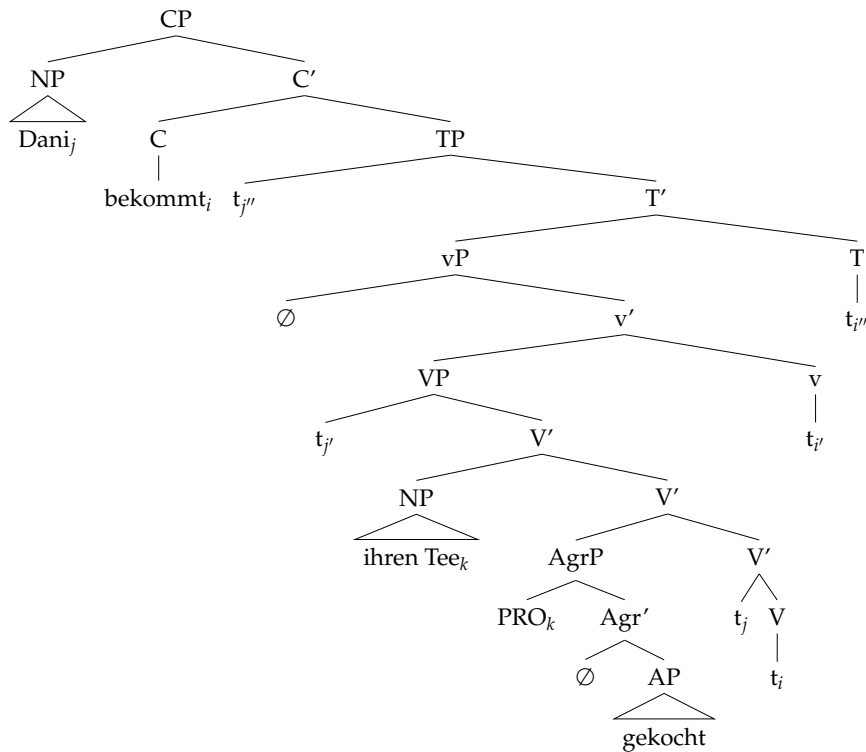 CP
NP C'
Dani_j C TP
bekommt_i t_j'' T'
vP T
∅ v' t_i''
VP v
t_j' V' t_i'
NP V'
ihren Tee_k AgrP V'
PRO_k Agr' t_j V
∅ AP t_i
gekocht